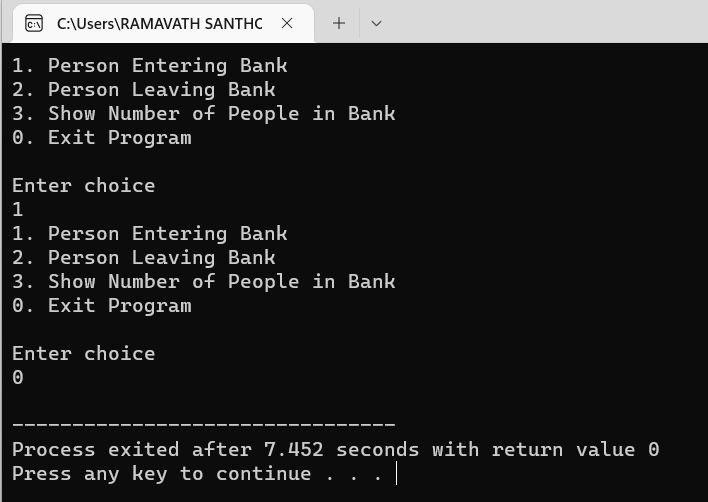 C:\Users\RAMAVATH SANTHO
1. Person Entering Bank
2. Person Leaving Bank
3. Show Number of People in Bank
0. Exit Program
Enter choice
1
1. Person Entering Bank
2. Person Leaving Bank
3. Show Number of People in Bank
0. Exit Program
Enter choice
0
--------------------------------
Process exited after 7.452 seconds with return value 0
Press any key to continue . . .